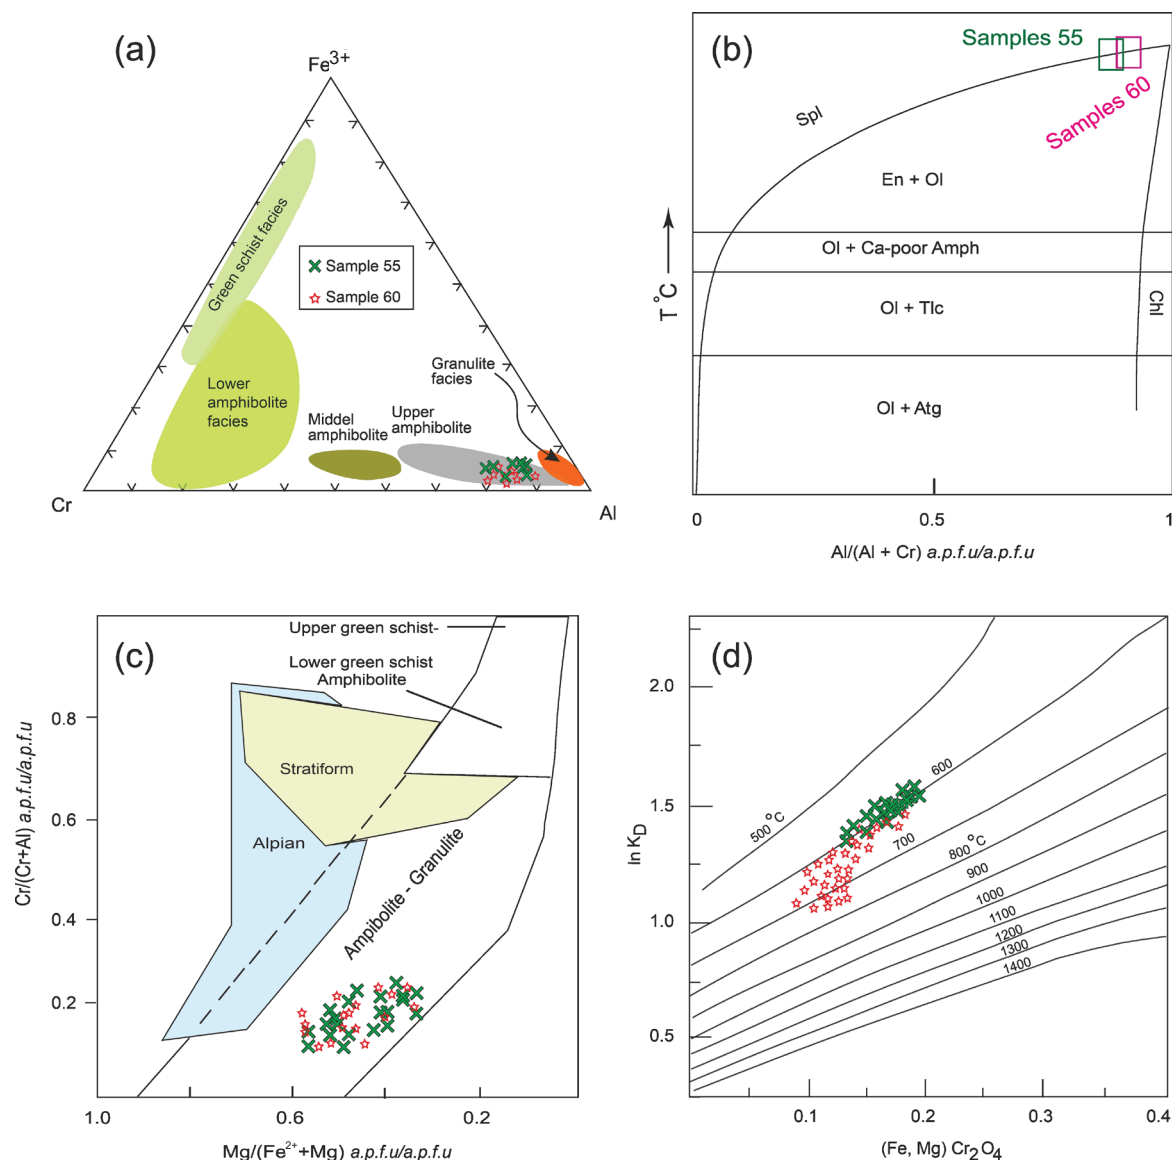 (a)
Fe3+
Green schist facies
Sample 55
Sample 60
Lower
amphibolite
facies
Middel
amphibolite
Upper
amphibolite
Granulite
facies
Cr
Al
(b)
Samples 55
Samples 60
Spl
En + Ol
Ol + Ca-poor Amph
Ol + Tlc
Ol + Atg
Chl
T °C
0
0.5
1
Al/(Al + Cr) a.p.f.u/a.p.f.u
(c)
Upper green schist-
Lower green schist
Amphibolite
Stratiform
Alpian
Ampibolite - Granulite
Cr/(Cr+Al) a.p.f.u/a.p.f.u
0.8
0.6
0.4
0.2
1.0
0.6
0.2
Mg/(Fe2++Mg) a.p.f.u/a.p.f.u
(d)
2.0
1.5
1.0
0.5
ln KD
500°C
600
700
800°C
900
1000
1100
1200
1300
1400
0.1
0.2
0.3
0.4
(Fe, Mg) Cr2O4